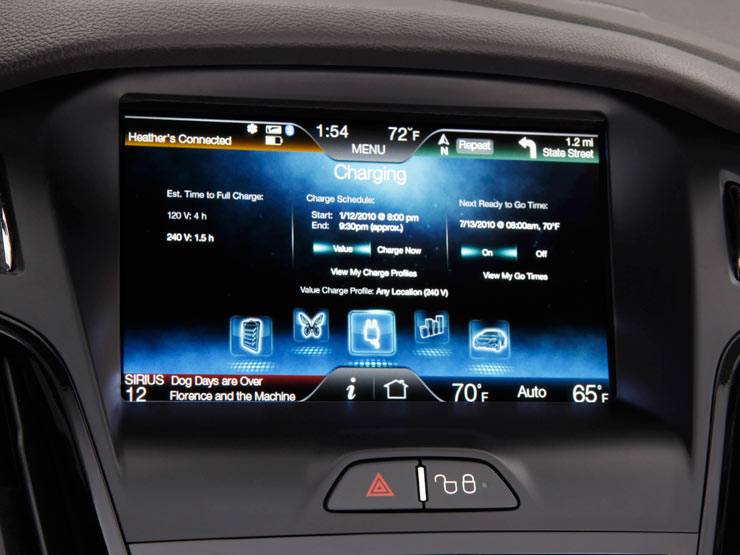 Heather's Connected
1:54
72°F
MENU
N
Repeat
1.2 mi
State Street
Charging
Est. Time to Full Charge:
120 V: 4 h
240 V: 1.5 h
Charge Schedule:
Start: 1/12/2010 @ 8:00 pm
End: 9:30pm (approx.)
Value
Charge Now
View My Charge Profiles
Next Ready to Go Time:
7/13/2010 @ 08:00am, 70°F
On
Off
View My Go Times
Value Charge Profile: Any Location (240 V)
SIRIUS
12
Dog Days are Over
Florence and the Machine
i
70°F
Auto
65°F